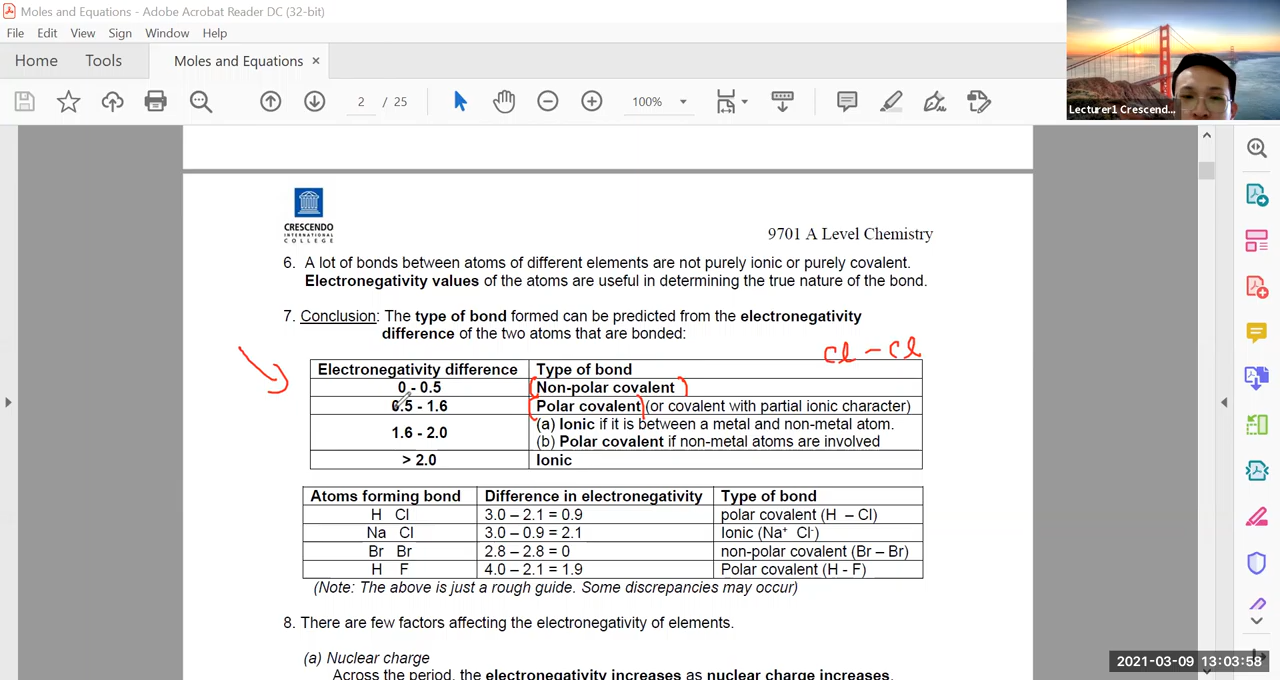 Moles and Equations - Adobe Acrobat Reader DC (32-bit)
File Edit View Sign Window Help
Home Tools Moles and Equations ×
2 / 25 100%
Lecturer1 Crescend...
CRESCENDO
INTERNATIONAL
COLLEGE
9701 A Level Chemistry
6. A lot of bonds between atoms of different elements are not purely ionic or purely covalent.
Electronegativity values of the atoms are useful in determining the true nature of the bond.
7. Conclusion: The type of bond formed can be predicted from the electronegativity
difference of the two atoms that are bonded:
Cl - Cl
Electronegativity difference Type of bond
0 - 0.5 Non-polar covalent
0.5 - 1.6 Polar covalent (or covalent with partial ionic character)
1.6 - 2.0 (a) Ionic if it is between a metal and non-metal atom.
(b) Polar covalent if non-metal atoms are involved
> 2.0 Ionic
Atoms forming bond Difference in electronegativity Type of bond
H Cl 3.0 – 2.1 = 0.9 polar covalent (H – Cl)
Na Cl 3.0 – 0.9 = 2.1 Ionic (Na⁺ Cl⁻)
Br Br 2.8 – 2.8 = 0 non-polar covalent (Br – Br)
H F 4.0 – 2.1 = 1.9 Polar covalent (H - F)
(Note: The above is just a rough guide. Some discrepancies may occur)
8. There are few factors affecting the electronegativity of elements.
(a) Nuclear charge
Across the period, the electronegativity increases as nuclear charge increases.
2021-03-09 13:03:58